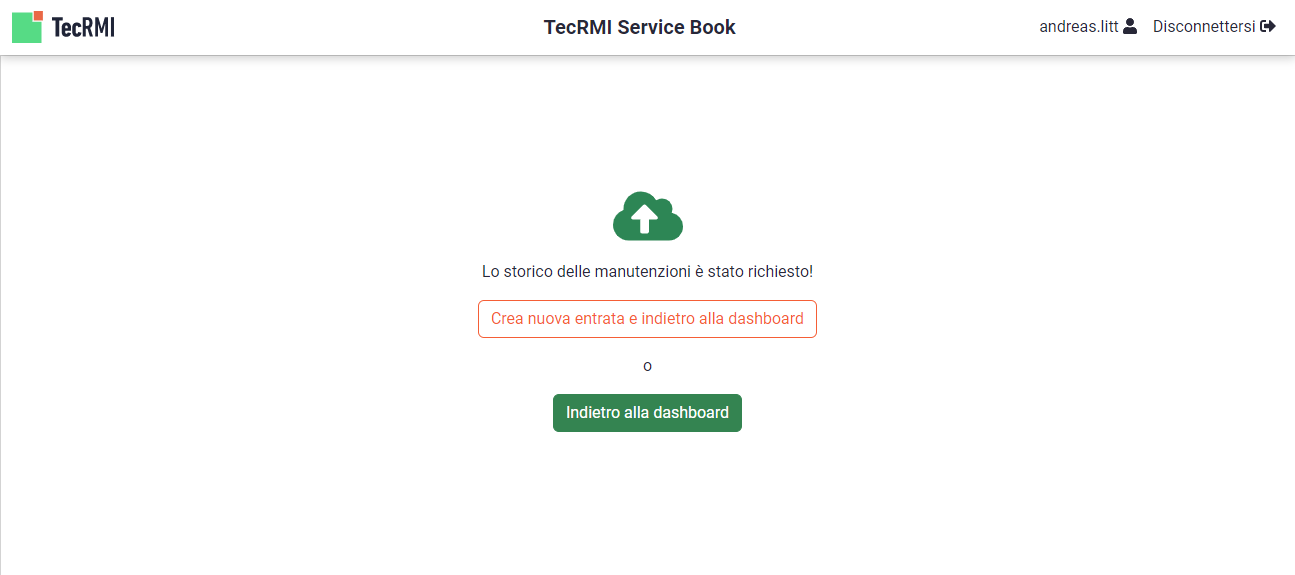 TecRMI
TecRMI Service Book
andreas.litt
Disconnettersi
Lo storico delle manutenzioni è stato richiesto!
Crea nuova entrata e indietro alla dashboard
o
Indietro alla dashboard